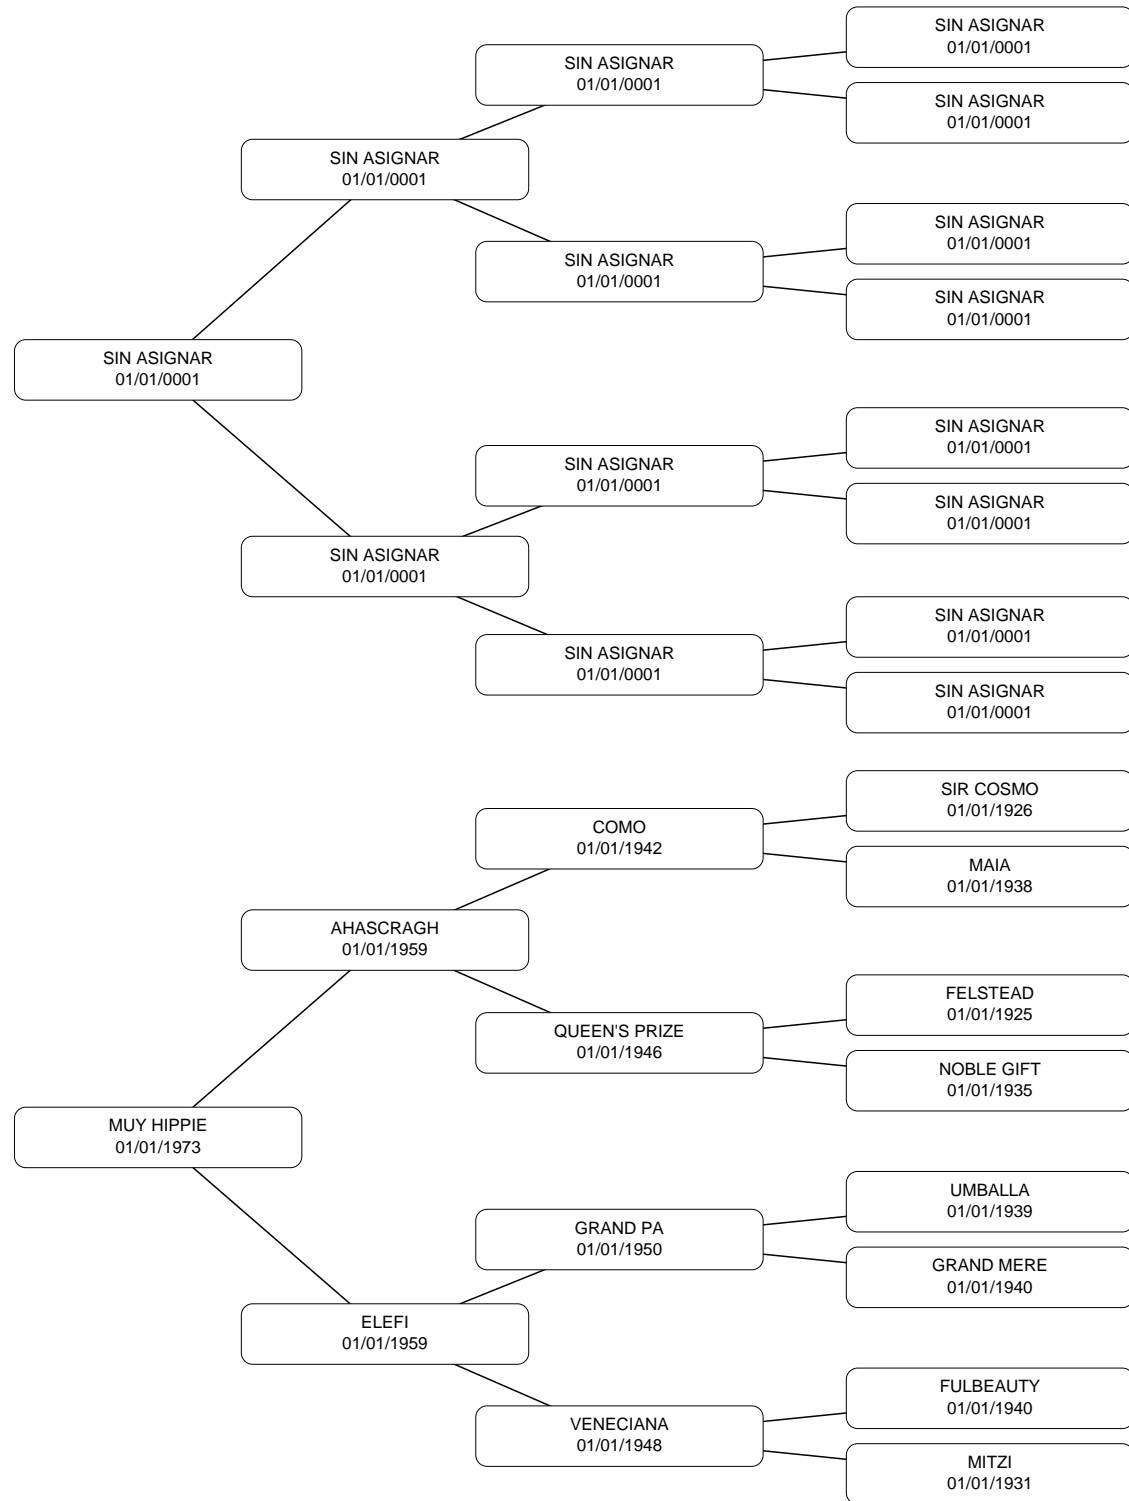 SIN ASIGNAR
01/01/0001
SIN ASIGNAR
01/01/0001
SIN ASIGNAR
01/01/0001
SIN ASIGNAR
01/01/0001
SIN ASIGNAR
01/01/0001
SIN ASIGNAR
01/01/0001
SIN ASIGNAR
01/01/0001
SIN ASIGNAR
01/01/0001
SIN ASIGNAR
01/01/0001
SIN ASIGNAR
01/01/0001
SIN ASIGNAR
01/01/0001
SIN ASIGNAR
01/01/0001
SIN ASIGNAR
01/01/0001
SIN ASIGNAR
01/01/0001
SIN ASIGNAR
01/01/0001
SIR COSMO
01/01/1926
COMO
01/01/1942
MAIA
01/01/1938
AHASCRAGH
01/01/1959
FELSTEAD
01/01/1925
QUEEN'S PRIZE
01/01/1946
NOBLE GIFT
01/01/1935
MUY HIPPIE
01/01/1973
UMBALLA
01/01/1939
GRAND PA
01/01/1950
GRAND MERE
01/01/1940
ELEFI
01/01/1959
FULBEAUTY
01/01/1940
VENECIANA
01/01/1948
MITZI
01/01/1931